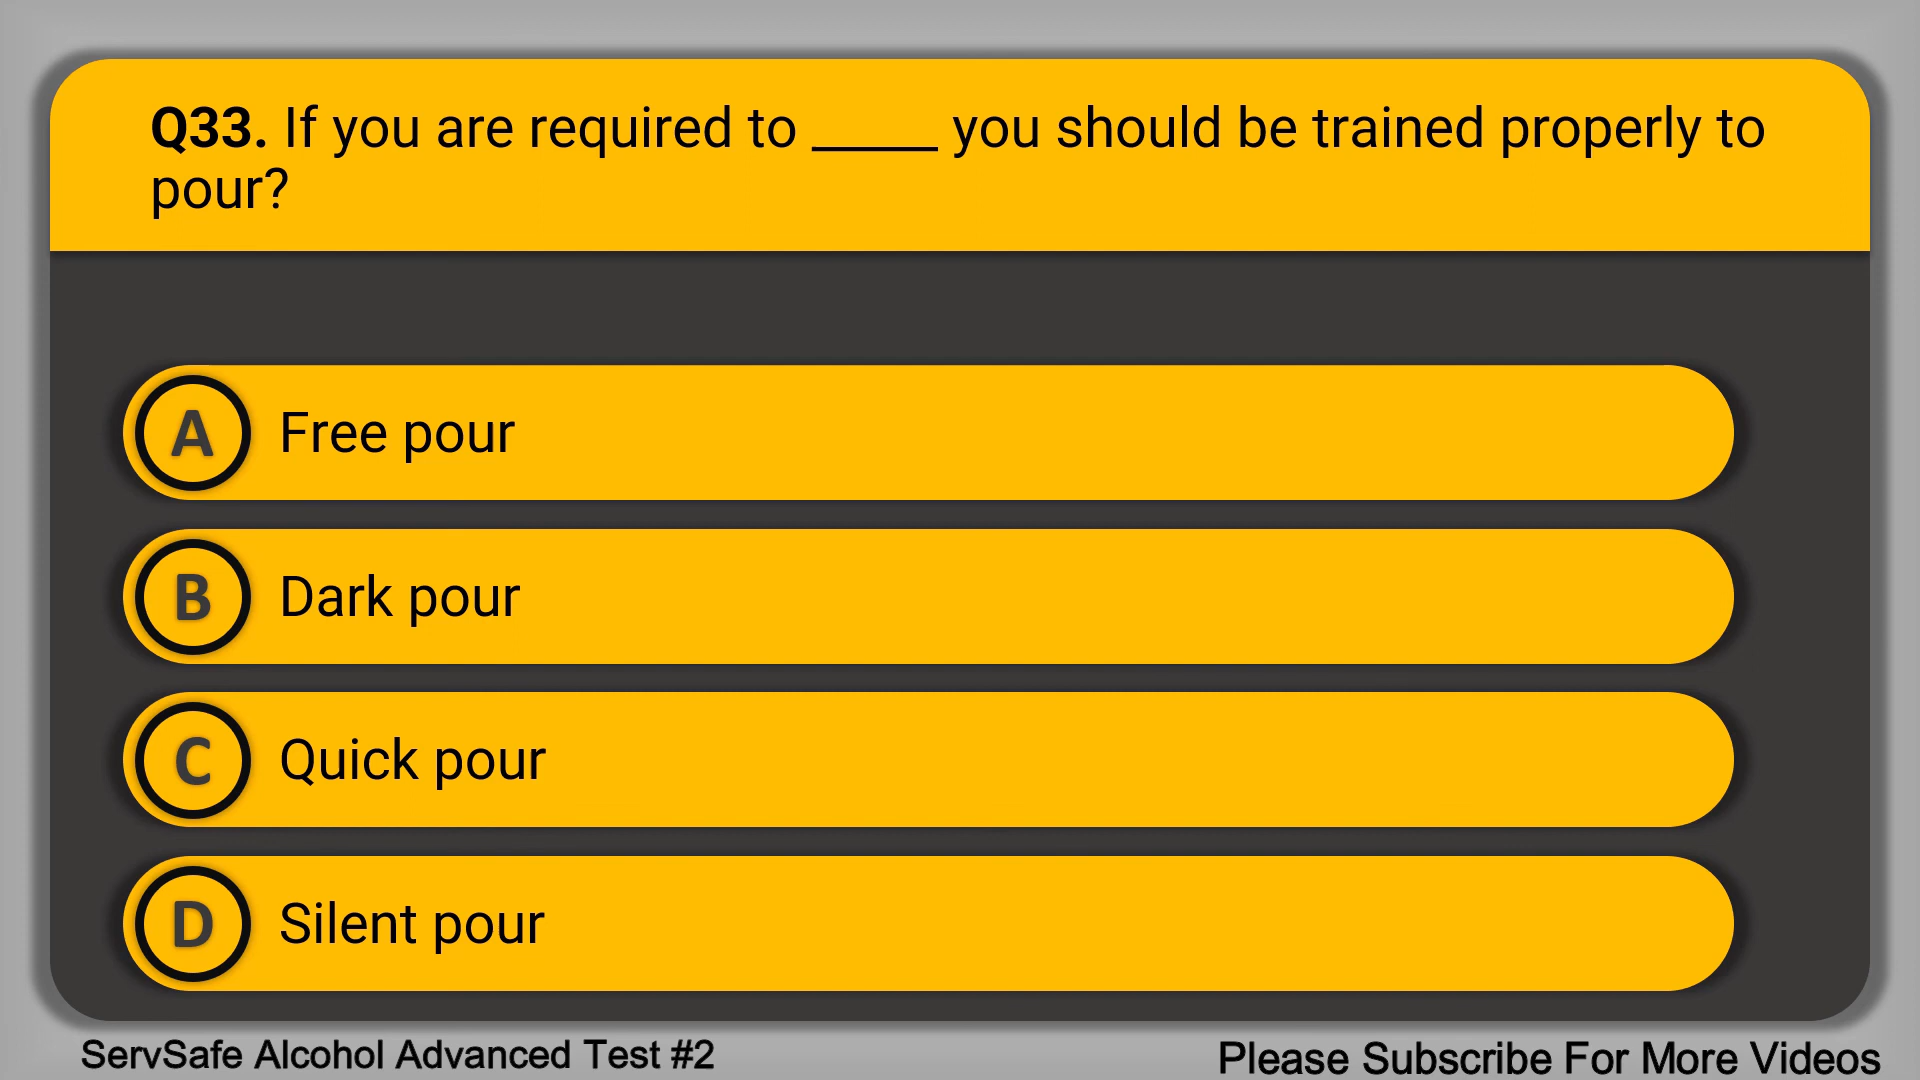 Q33. If you are required to _____ you should be trained properly to
pour?
A Free pour
B Dark pour
C Quick pour
D Silent pour
ServSafe Alcohol Advanced Test #2
Please Subscribe For More Videos